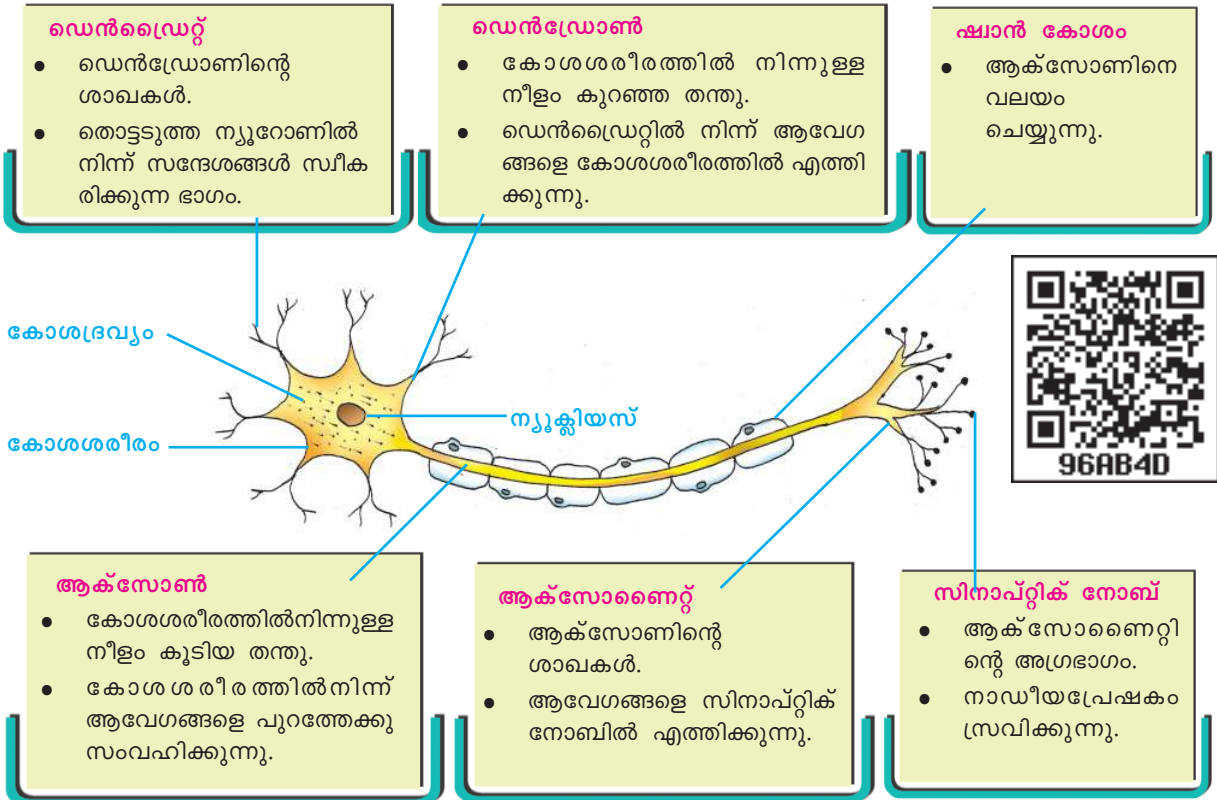 ഡെൻഡ്രൈറ്റ്
● ഡെൻഡ്രോണിന്റെ
ശാഖകൾ.
● തൊട്ടടുത്ത ന്യൂറോണിൽ
നിന്ന് സന്ദേശങ്ങൾ സ്വീക
രിക്കുന്ന ഭാഗം.
ഡെൻഡ്രോൺ
● കോശശരീരത്തിൽ നിന്നുള്ള
നീളം കുറഞ്ഞ തന്തു.
● ഡെൻഡ്രൈറ്റിൽ നിന്ന് ആവേഗ
ങ്ങളെ കോശശരീരത്തിൽ എത്തി
ക്കുന്നു.
ഷ്വാൻ കോശം
● ആക്സോണിനെ
വലയം
ചെയ്യുന്നു.
കോശദ്രവ്യം
ന്യൂക്ലിയസ്
കോശശരീരം
96AB4D
ആക്സോൺ
● കോശശരീരത്തിൽനിന്നുള്ള
നീളം കൂടിയ തന്തു.
● കോശശരീരത്തിൽനിന്ന്
ആവേഗങ്ങളെ പുറത്തേക്കു
സംവഹിക്കുന്നു.
ആക്സോണൈറ്റ്
● ആക്സോണിന്റെ
ശാഖകൾ.
● ആവേഗങ്ങളെ സിനാപ്റ്റിക്
നോബിൽ എത്തിക്കുന്നു.
സിനാപ്റ്റിക് നോബ്
● ആക്സോണൈറ്റി
ന്റെ അഗ്രഭാഗം.
● നാഡീയപ്രേഷകം
സ്രവിക്കുന്നു.